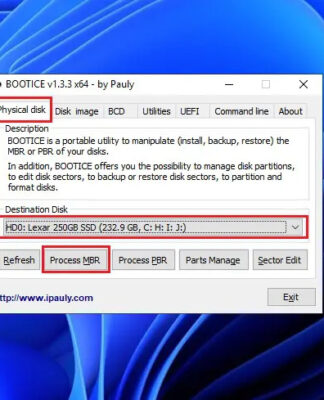 BOOTICE v1.3.3 x64 - by Pauly
Physical disk Disk image BCD Utilities UEFI Command line About
Description
BOOTICE is a portable utility to manipulate (install, backup, restore) the
MBR or PBR of your disks.
In addition, BOOTICE offers you the possibility to manage disk partitions,
to edit disk sectors, to backup or restore disk sectors, to partition and
format disks.
Destination Disk
HD0: Lexar 250GB SSD (232.9 GB, C: H: I: J:)
Refresh Process MBR Process PBR Parts Manage Sector Edit
http://www.ipauly.com Exit